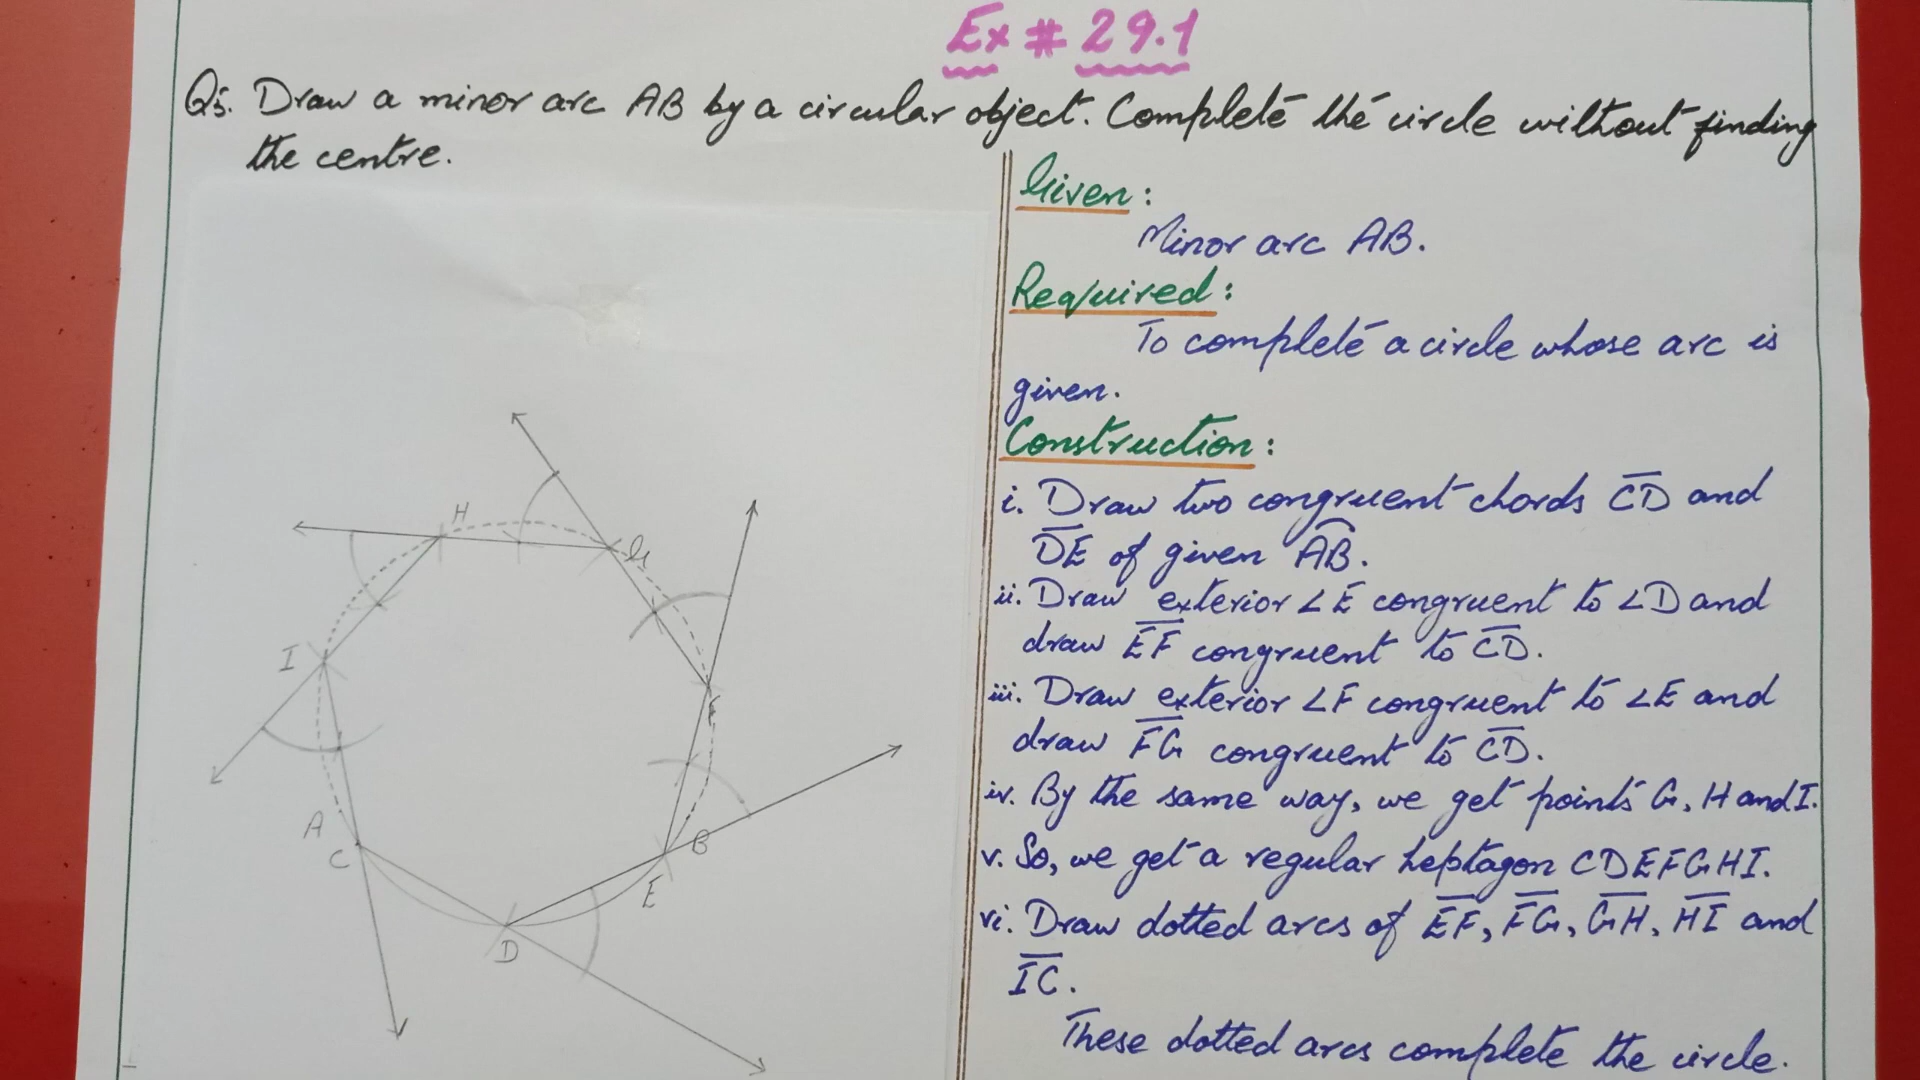 Ex # 29.1
Q5. Draw a minor arc AB by a circular object. Complete the circle without finding
the centre.
Given:
Minor arc AB.
Required:
To complete a circle whose arc is
given.
Construction:
i. Draw two congruent chords CD and
DE of given AB.
ii. Draw exterior ∠E congruent to ∠D and
draw EF congruent to CD.
iii. Draw exterior ∠F congruent to ∠E and
draw FG congruent to CD.
iv. By the same way, we get points G, H and I.
v. So, we get a regular heptagon CDEFGHI.
vi. Draw dotted arcs of EF, FG, GH, HI and
IC.
These dotted arcs complete the circle.
H
G
I
F
A
B
C
E
D